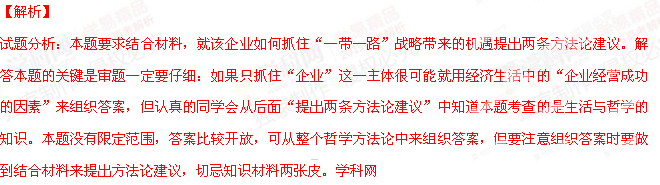 【解析】
试题分析：本题要求结合材料，就该企业如何抓住“一带一路”战略带来的机遇提出两条方法论建议。解
答本题的关键是审题一定要仔细：如果只抓住“企业”这一主体很可能就用经济生活中的“企业经营成功
的因素”来组织答案，但认真的同学会从后面“提出两条方法论建议”中知道本题考查的是生活与哲学的
知识。本题没有限定范围，答案比较开放，可从整个哲学方法论中来组织答案，但要注意组织答案时要做
到结合材料来提出方法论建议，切忌知识材料两张皮。学科网